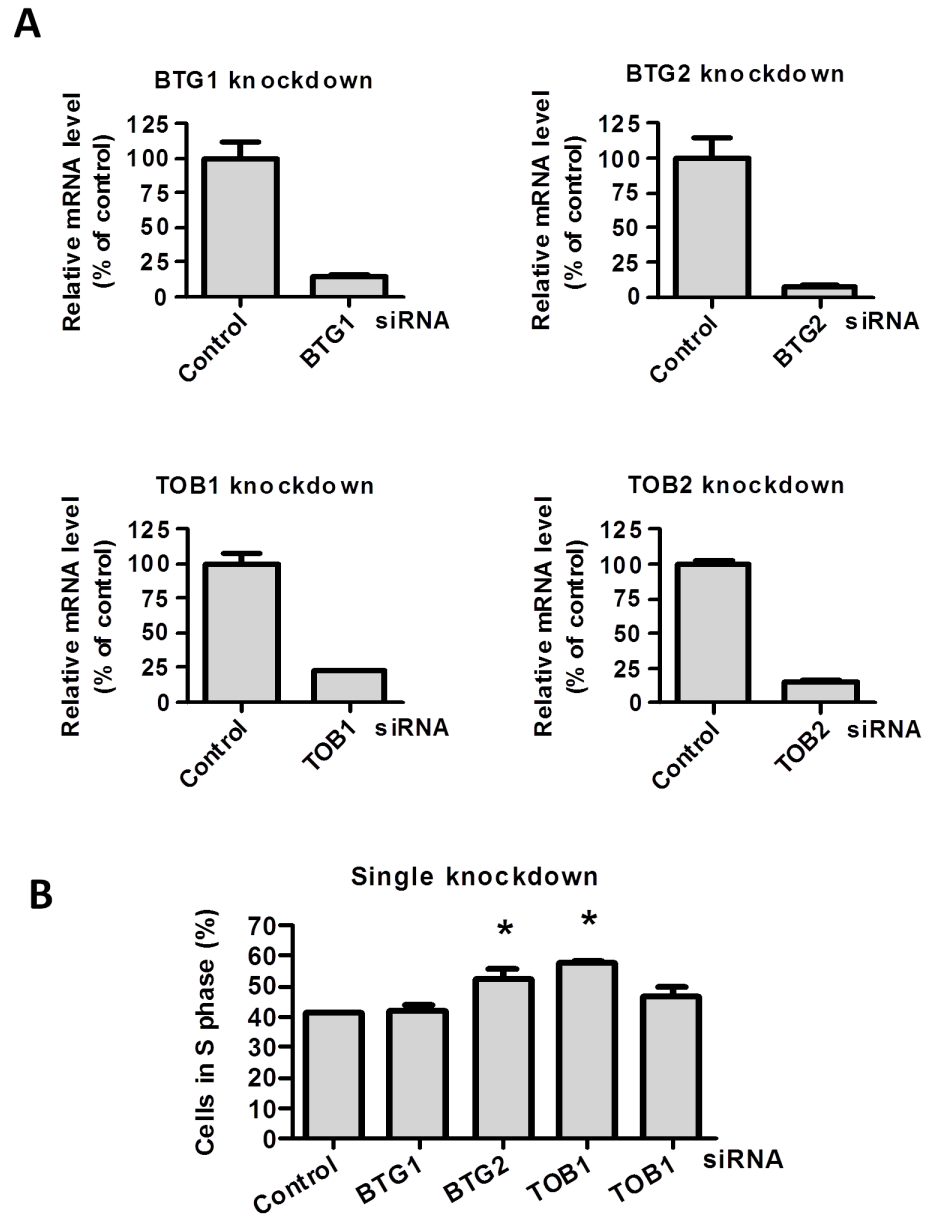 A
BTG1 knockdown
Relative mRNA level
(% of control)
125
100
75
50
25
0
Control
BTG1
siRNA
BTG2 knockdown
Relative mRNA level
(% of control)
125
100
75
50
25
0
Control
BTG2
siRNA
TOB1 knockdown
Relative mRNA level
(% of control)
125
100
75
50
25
0
Control
TOB1
siRNA
TOB2 knockdown
Relative mRNA level
(% of control)
125
100
75
50
25
0
Control
TOB2
siRNA
B
Single knockdown
Cells in S phase (%)
70
60
50
40
30
20
10
0
*
*
Control
BTG1
BTG2
TOB1
TOB1
siRNA